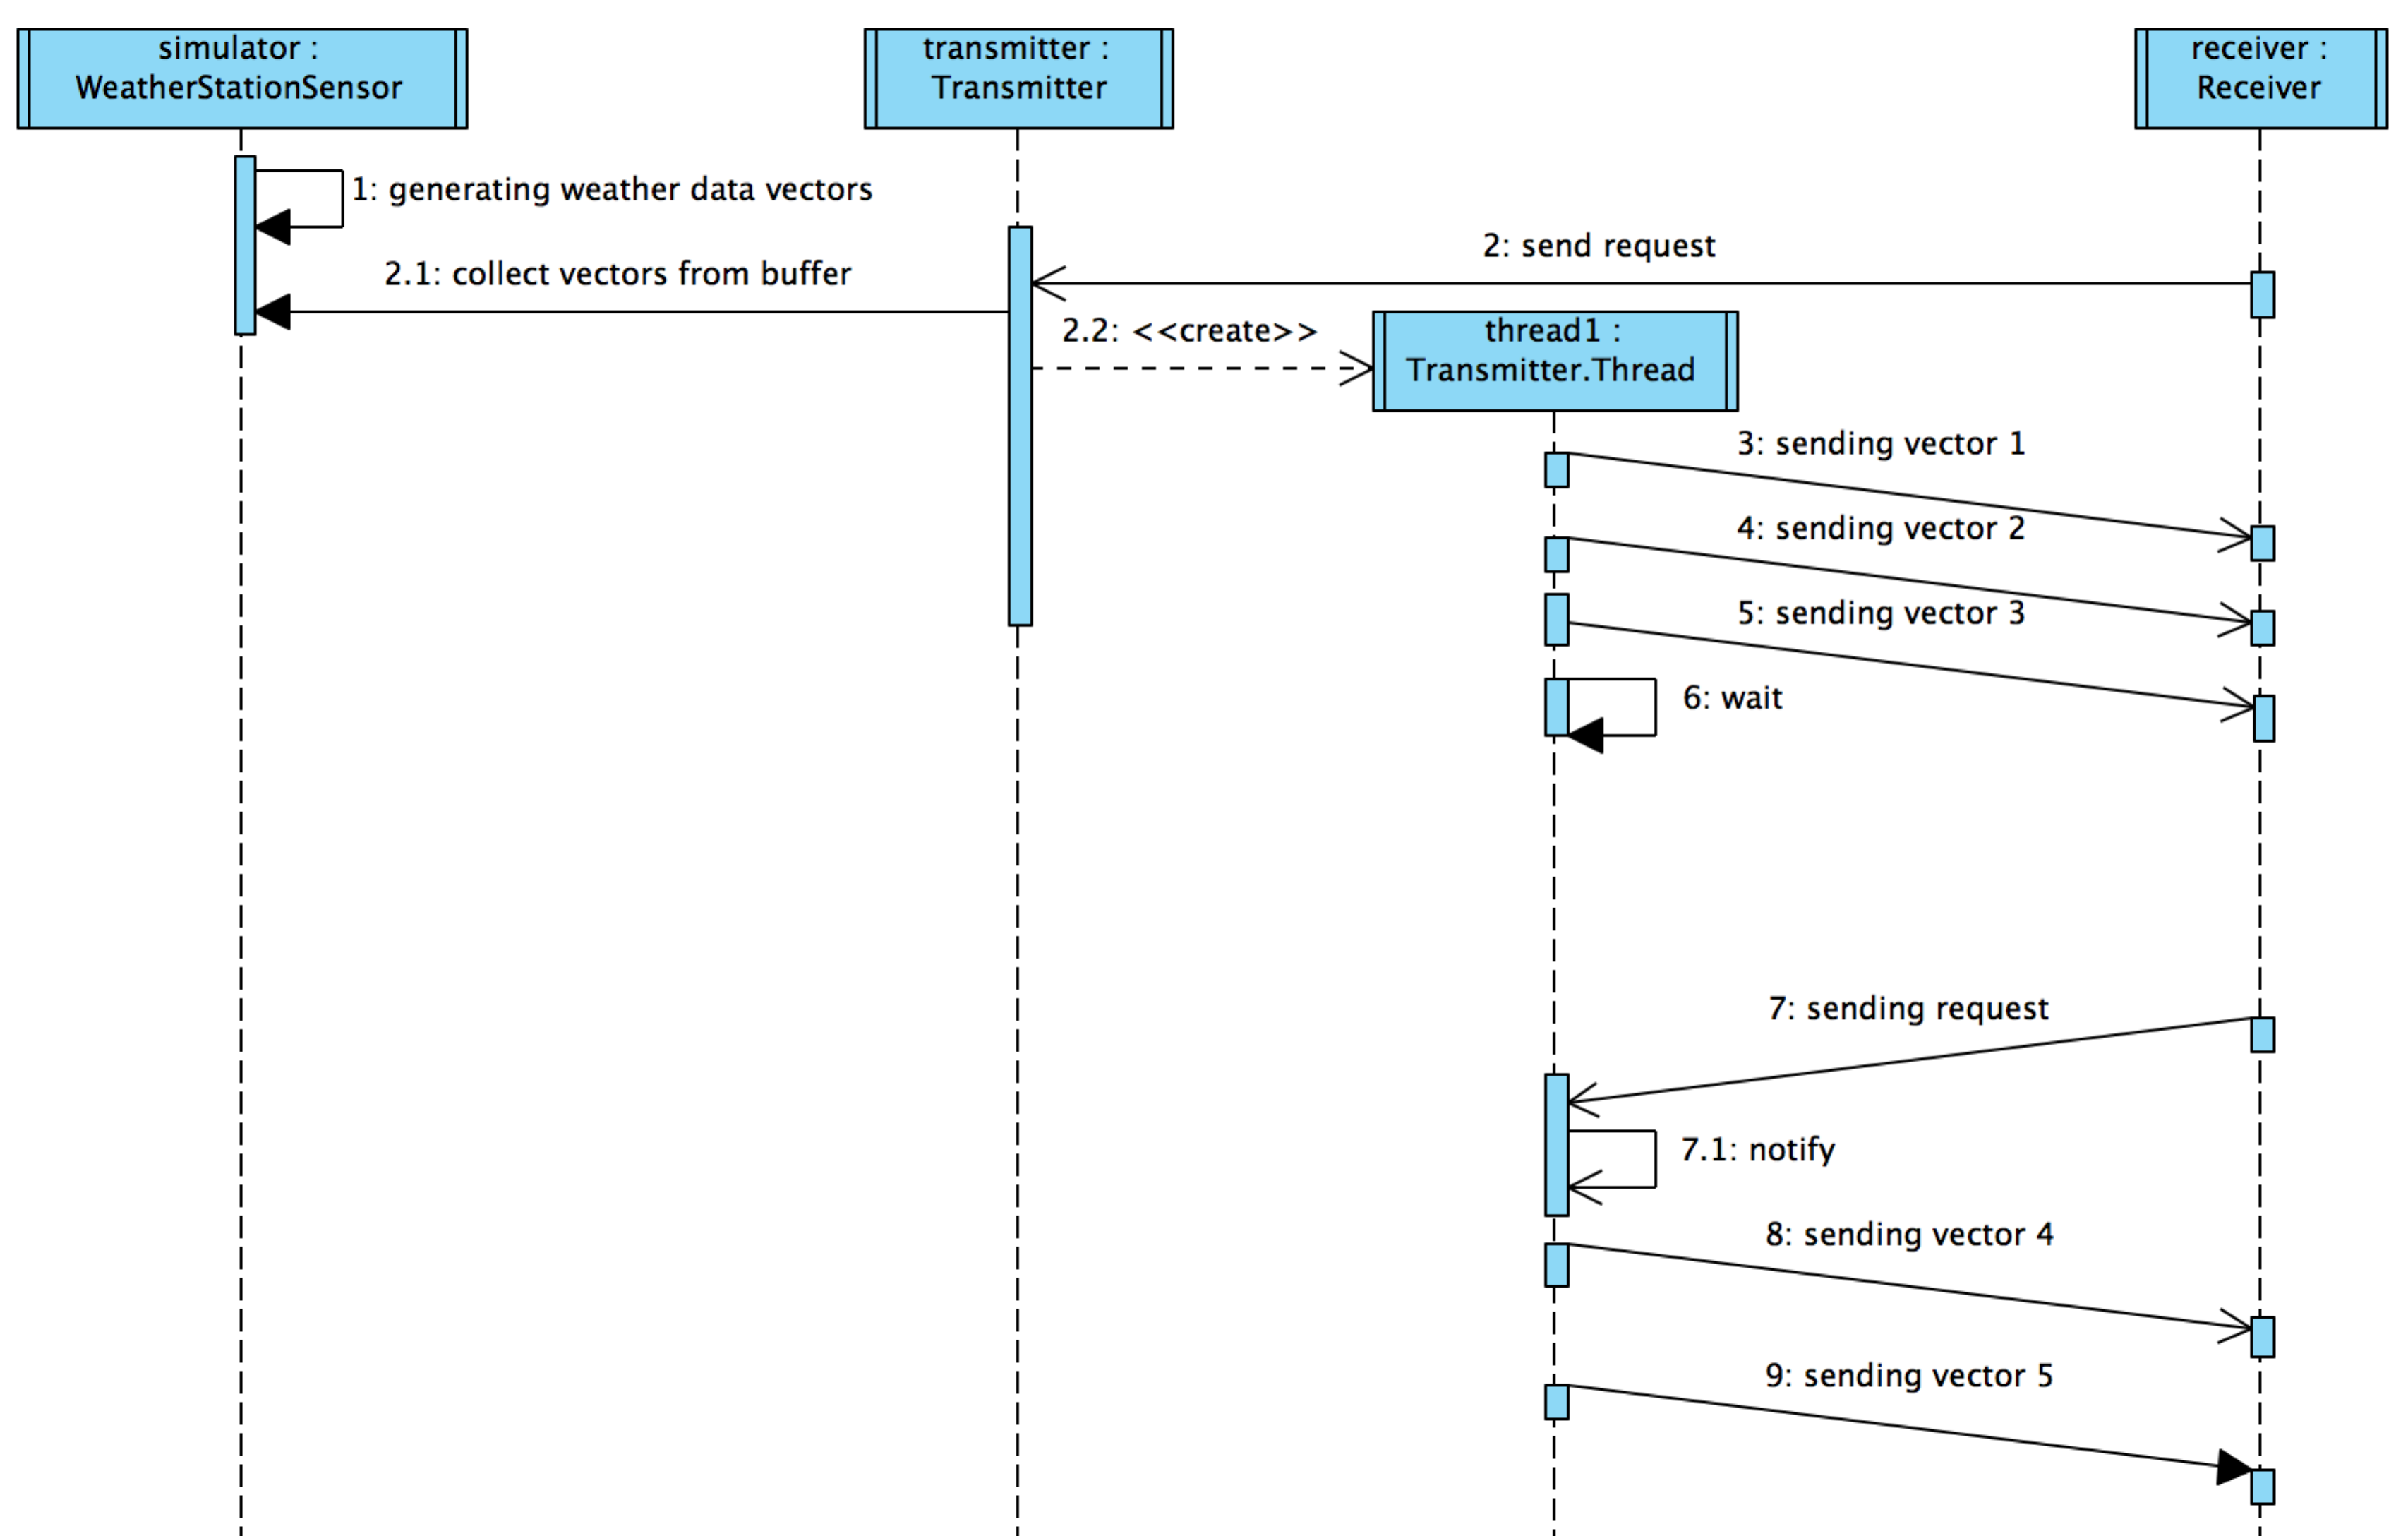 simulator :
WeatherStationSensor
transmitter :
Transmitter
receiver :
Receiver
1: generating weather data vectors
2: send request
2.1: collect vectors from buffer
2.2: <<create>>
thread1 :
Transmitter.Thread
3: sending vector 1
4: sending vector 2
5: sending vector 3
6: wait
7: sending request
7.1: notify
8: sending vector 4
9: sending vector 5